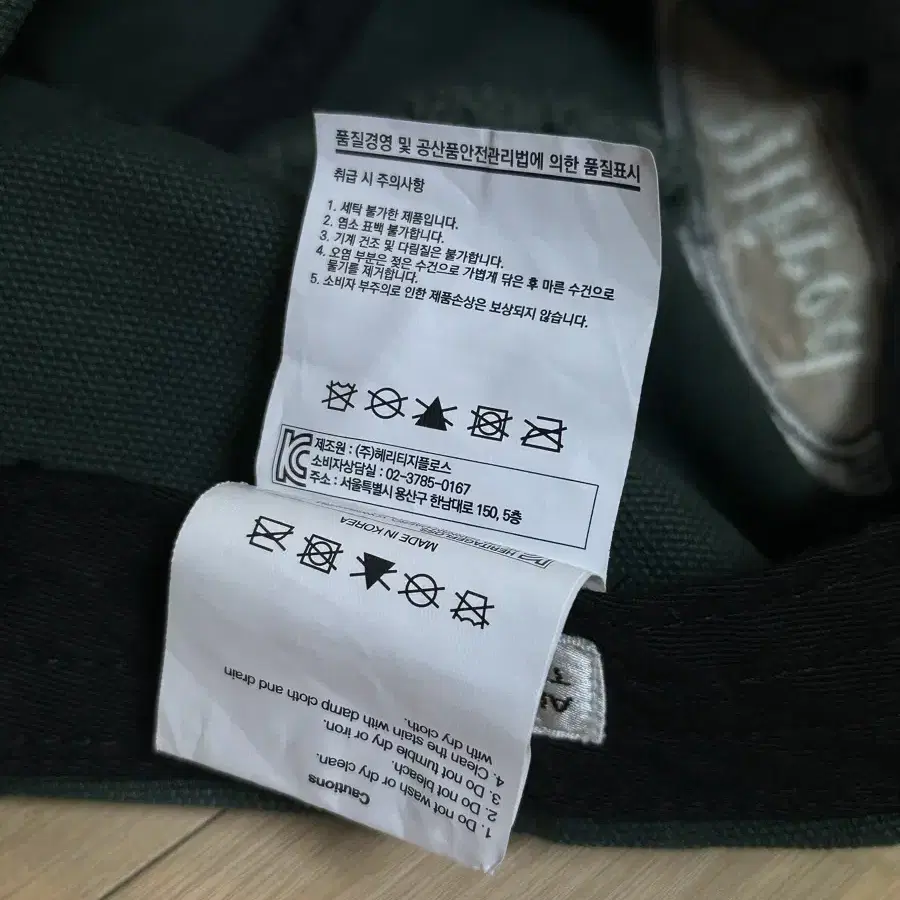 품질경영 및 공산품안전관리법에 의한 품질표시
취급 시 주의사항
1. 세탁 불가한 제품입니다.
2. 염소 표백 불가합니다.
3. 기계 건조 및 다림질은 불가합니다.
4. 오염 부분은 젖은 수건으로 가볍게 닦은 후 마른 수건으로
물기를 제거합니다.
5. 소비자 부주의로 인한 제품손상은 보상되지 않습니다.
제조원 : (주)헤리티지플로스
소비자상담실 : 02-3785-0167
주소 : 서울특별시 용산구 한남대로 150, 5층
Cautions
1. Do not wash or dry clean.
2. Do not bleach.
3. Do not tumble dry or iron.
4. Clean the stain with damp cloth and drain
with dry cloth.
MADE IN KOREA